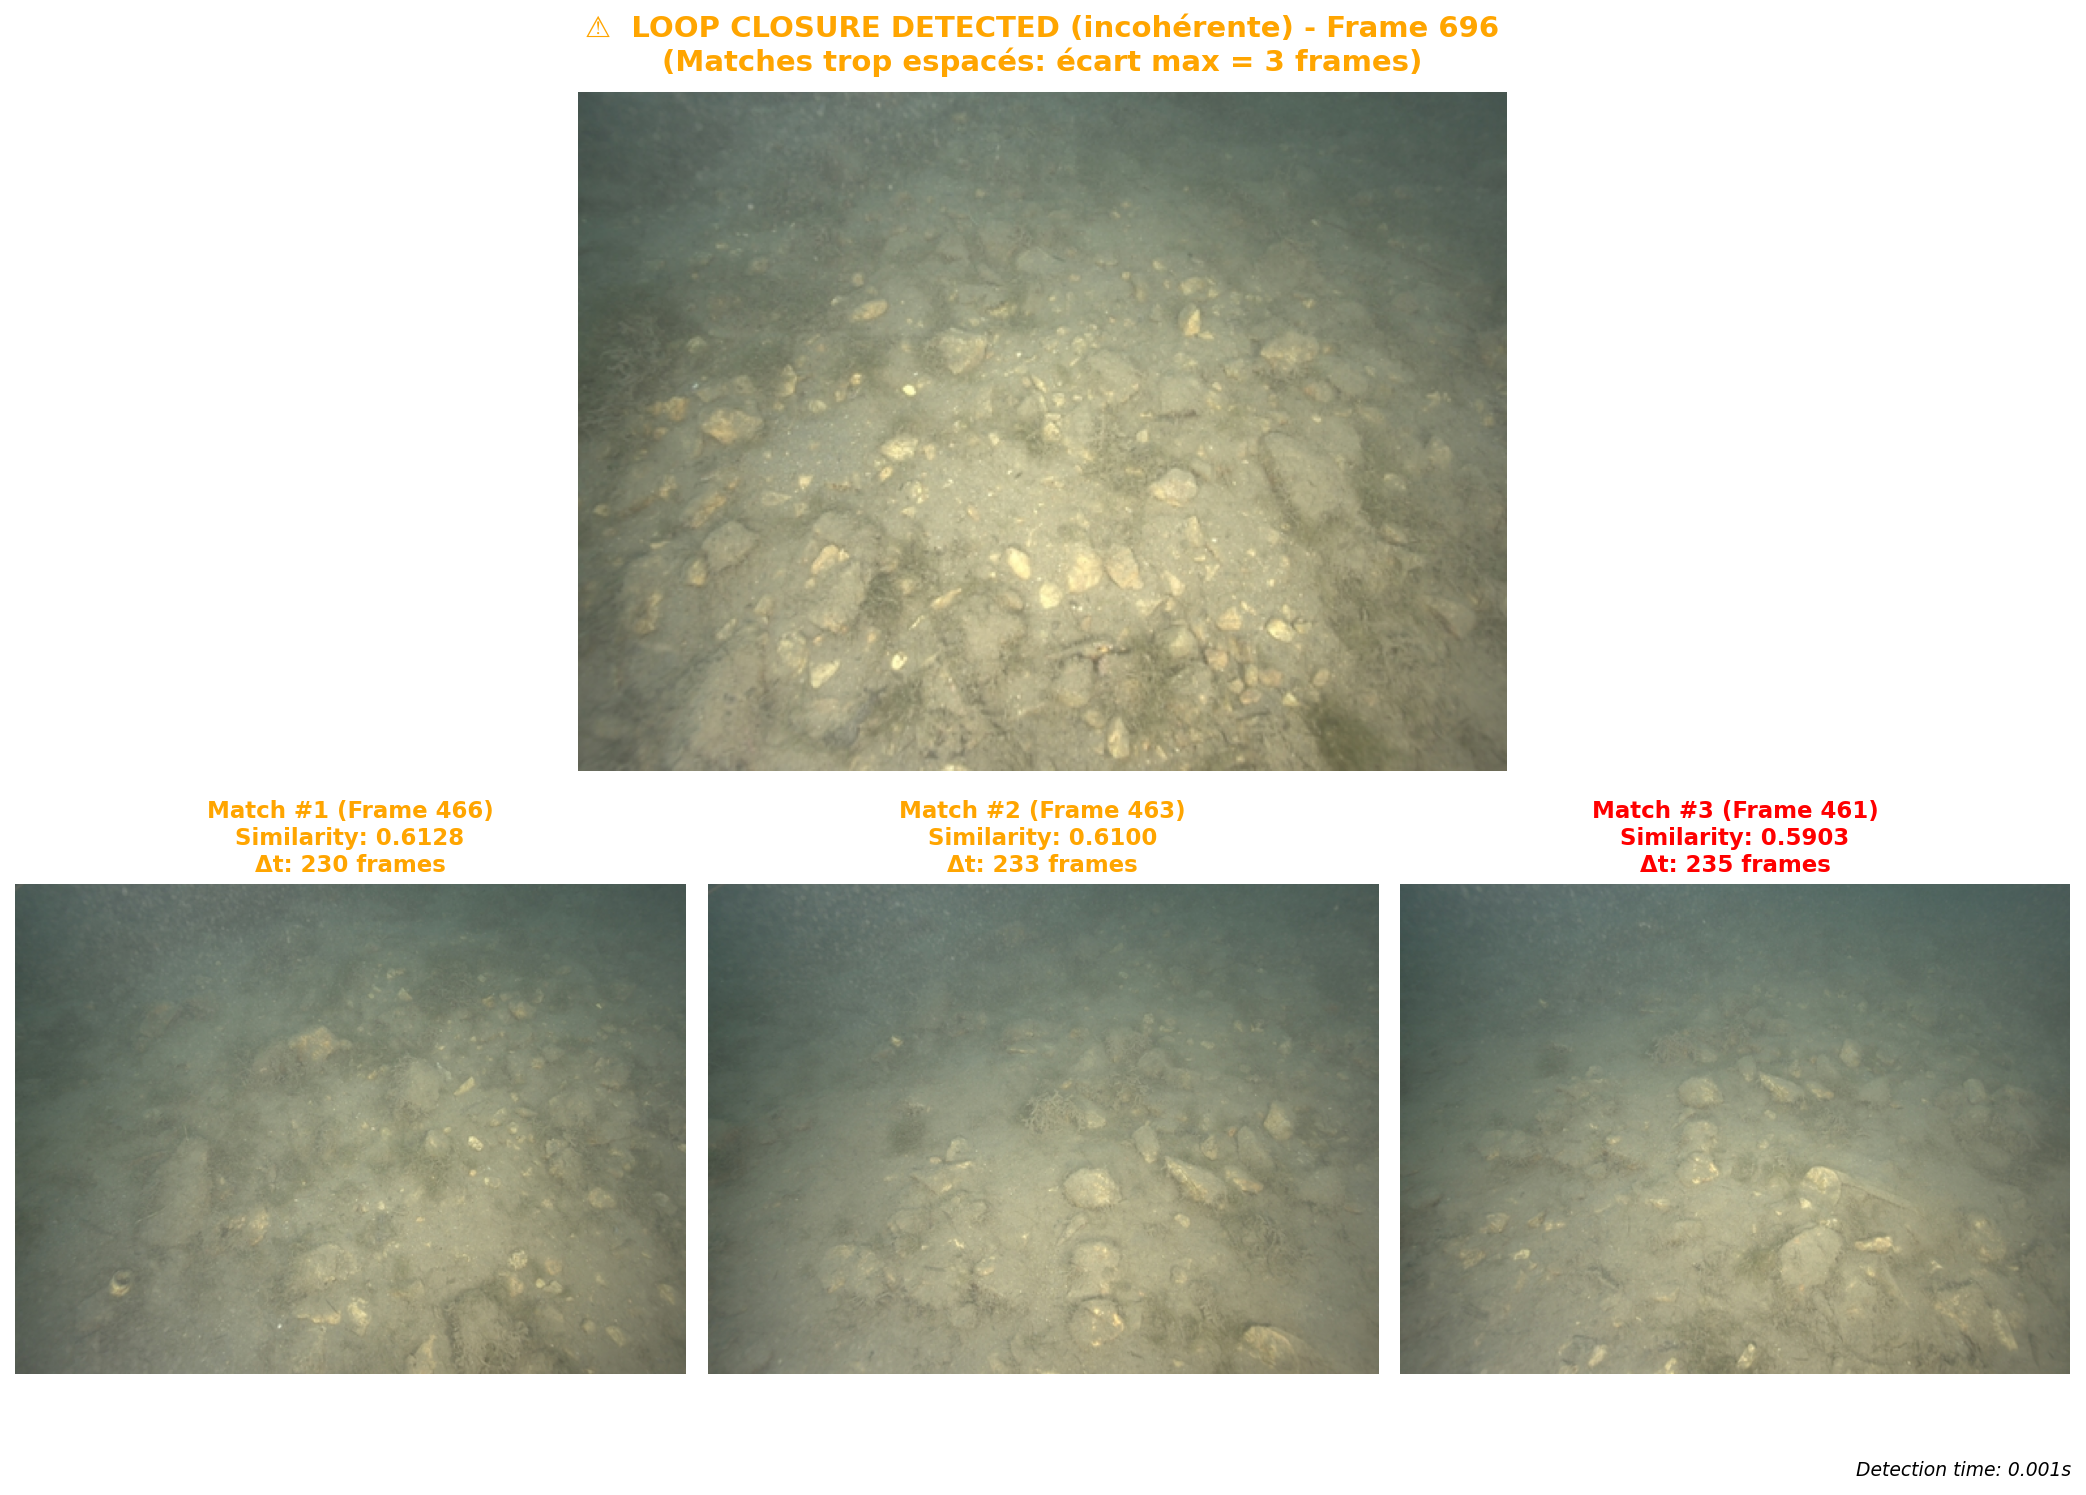 ⚠ LOOP CLOSURE DETECTED (incohérente) - Frame 696
(Matches trop espacés: écart max = 3 frames)
Match #1 (Frame 466)
Similarity: 0.6128
Δt: 230 frames
Match #2 (Frame 463)
Similarity: 0.6100
Δt: 233 frames
Match #3 (Frame 461)
Similarity: 0.5903
Δt: 235 frames
Detection time: 0.001s